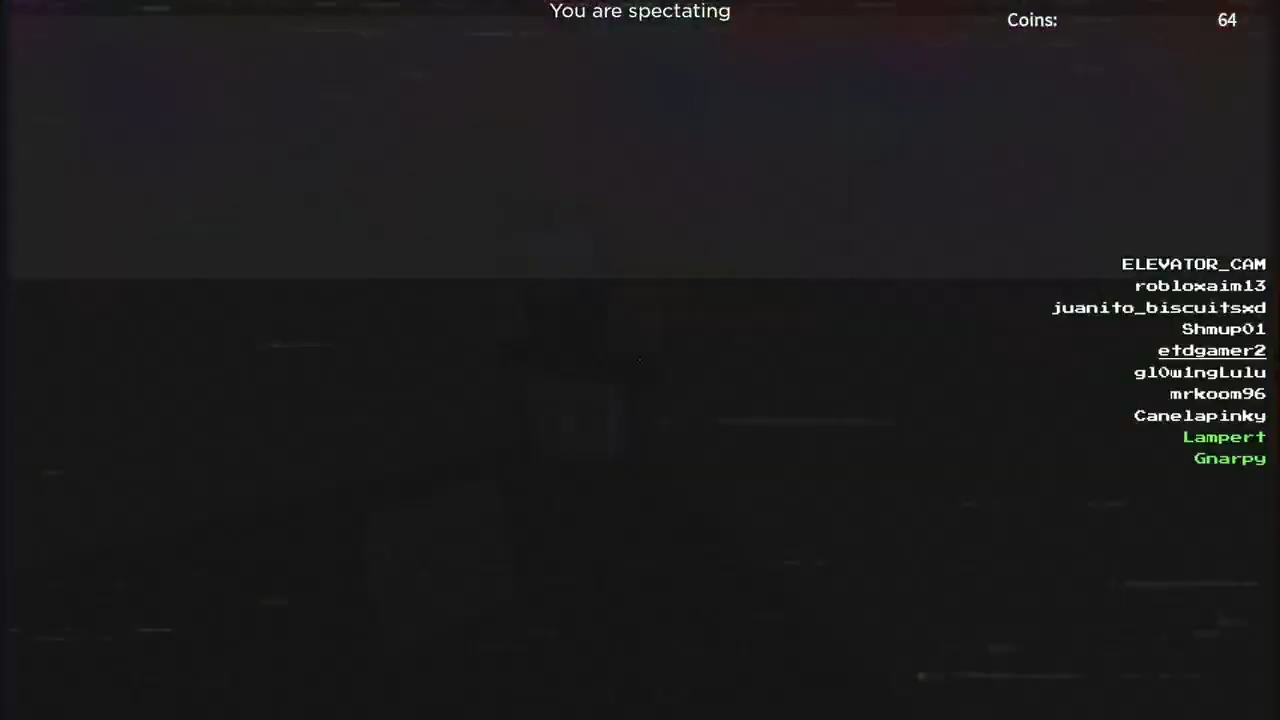 You are spectating
Coins: 64
ELEVATOR_CAM
robloxaim13
juanito_biscuitsxd
Shmup01
etdgamer2
gl0w1ngLulu
mrkoom96
Canelapinky
Lampert
Gnarpy